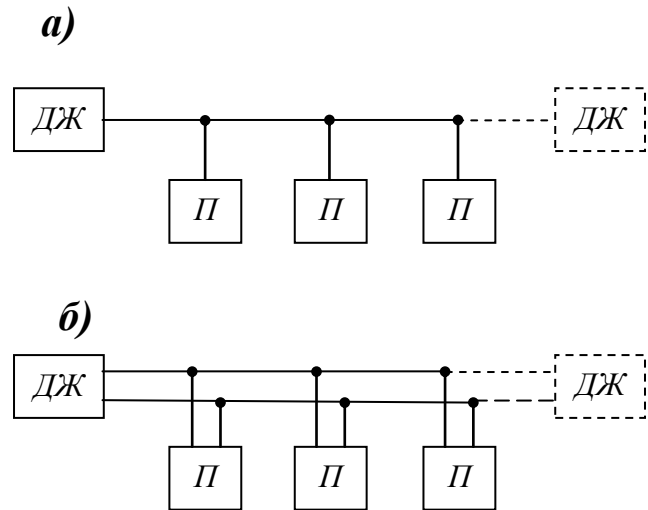 а)
ДЖ ДЖ
П П П
б)
ДЖ ДЖ
П П П